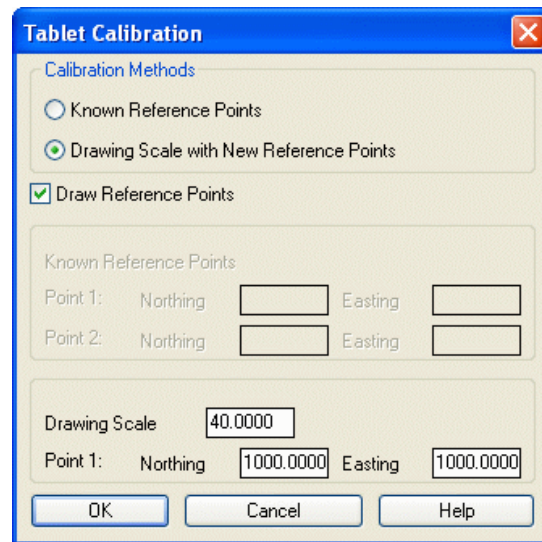 Tablet Calibration
Calibration Methods
Known Reference Points
Drawing Scale with New Reference Points
Draw Reference Points
Known Reference Points
Point 1: Northing Easting
Point 2: Northing Easting
Drawing Scale 40.0000
Point 1: Northing 1000.0000 Easting 1000.0000
OK Cancel Help